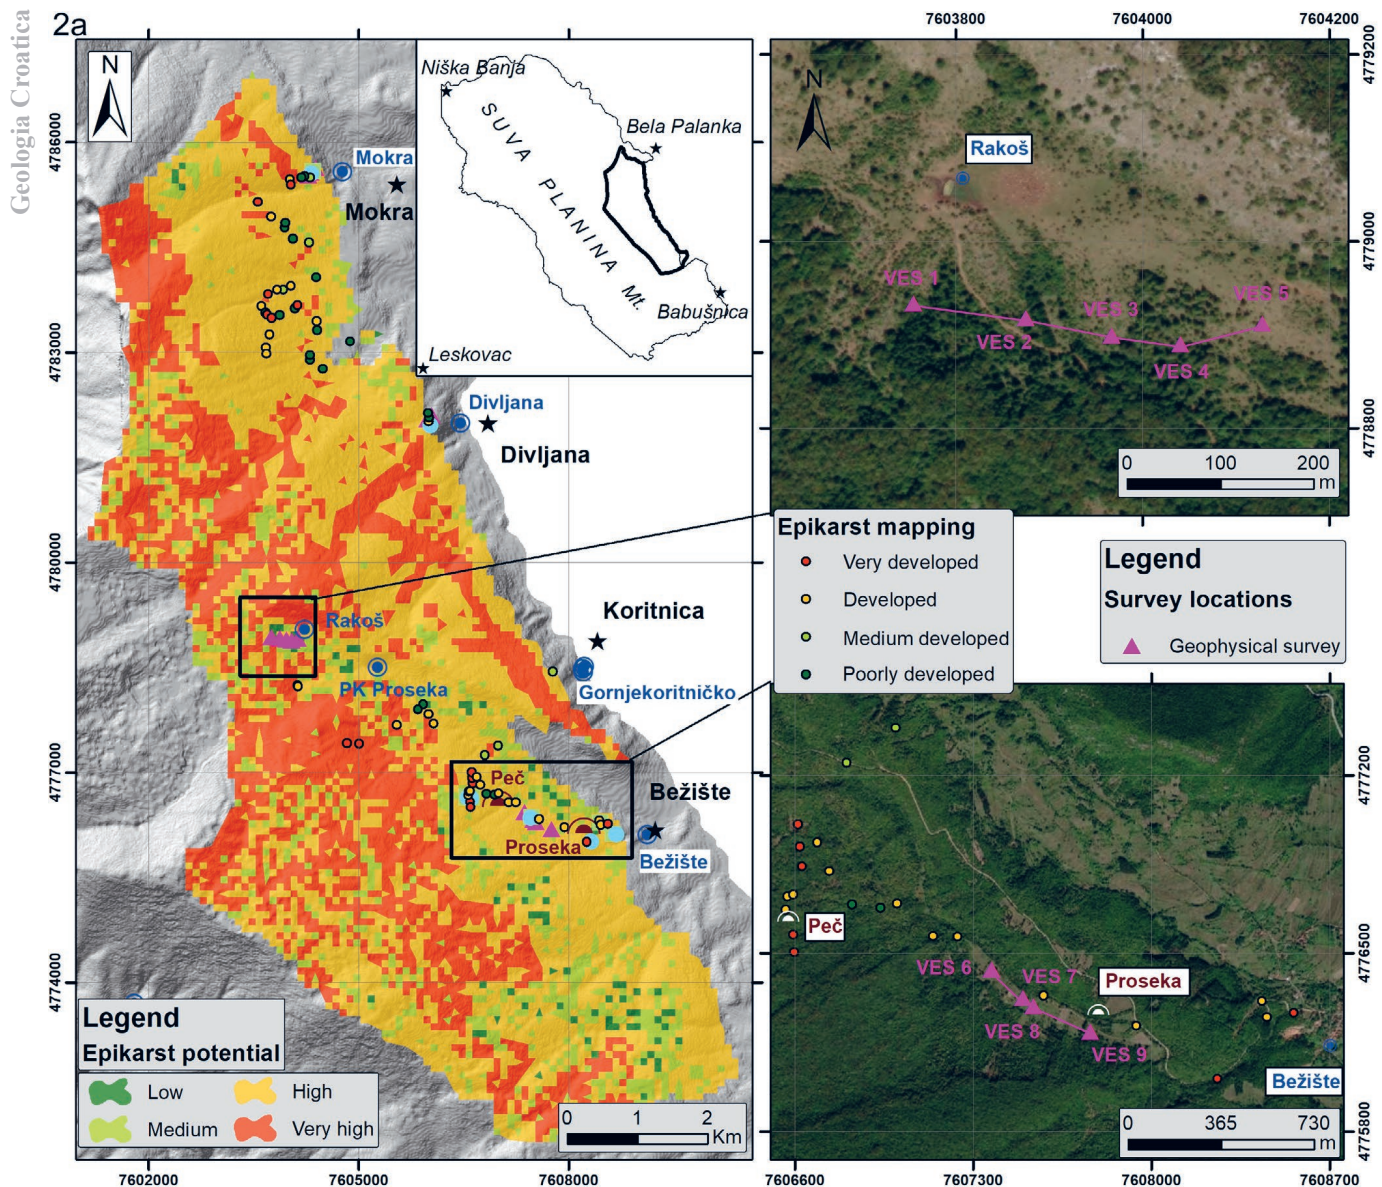 Geologia Croatica
2a
7603800
7604000
7604200
N
Niška Banja
SUVA PLANINA Mt.
Bela Palanka
Babušnica
Leskovac
4786000
4783000
4780000
4777000
4774000
Mokra
Mokra
Divljana
Divljana
Koritnica
Rakoš
PK Proseka
Gornjekoritničko
Peč
Proseka
Bežište
Bežište
Legend
Epikarst potential
Low
High
Medium
Very high
0
1
2
Km
7602000
7605000
7608000
N
Rakoš
VES 1
VES 2
VES 3
VES 4
VES 5
0
100
200
m
4779200
4779000
4778800
Epikarst mapping
Very developed
Developed
Medium developed
Poorly developed
Legend
Survey locations
Geophysical survey
Peč
VES 6
VES 7
VES 8
VES 9
Proseka
Bežište
0
365
730
m
4777200
4776500
4775800
7606600
7607300
7608000
7608700